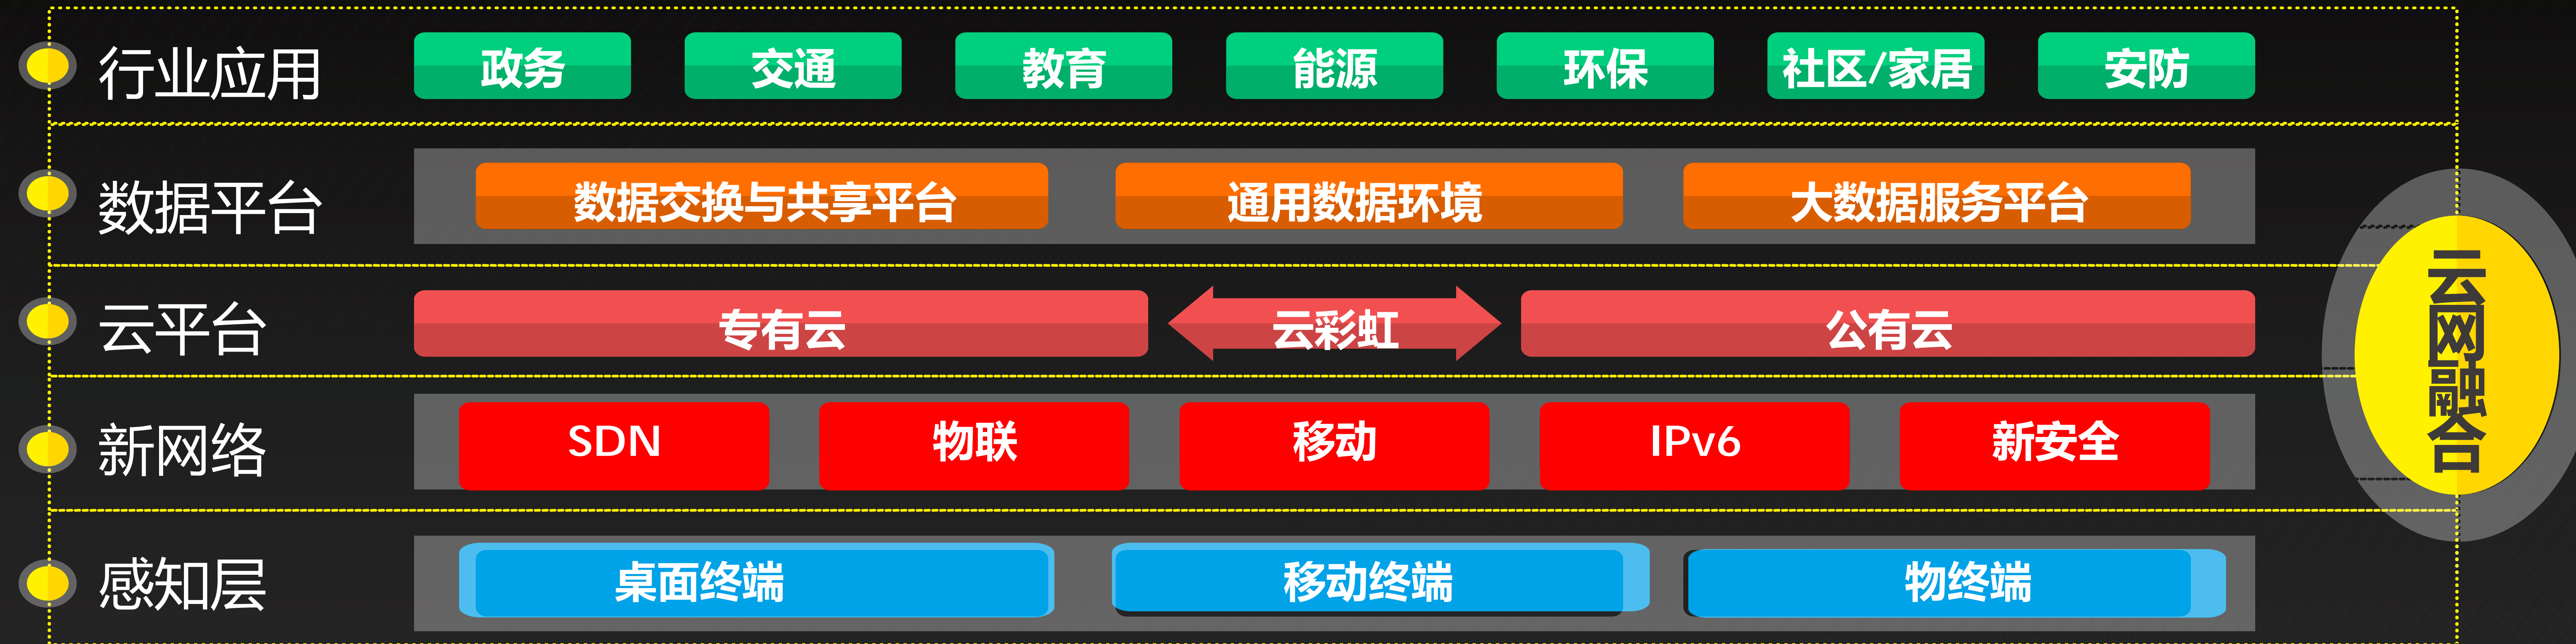 行业应用
政务
交通
教育
能源
环保
社区/家居
安防
数据平台
数据交换与共享平台
通用数据环境
大数据服务平台
云平台
专有云
云彩虹
公有云
新网络
SDN
物联
移动
IPv6
新安全
感知层
桌面终端
移动终端
物终端
云网融合